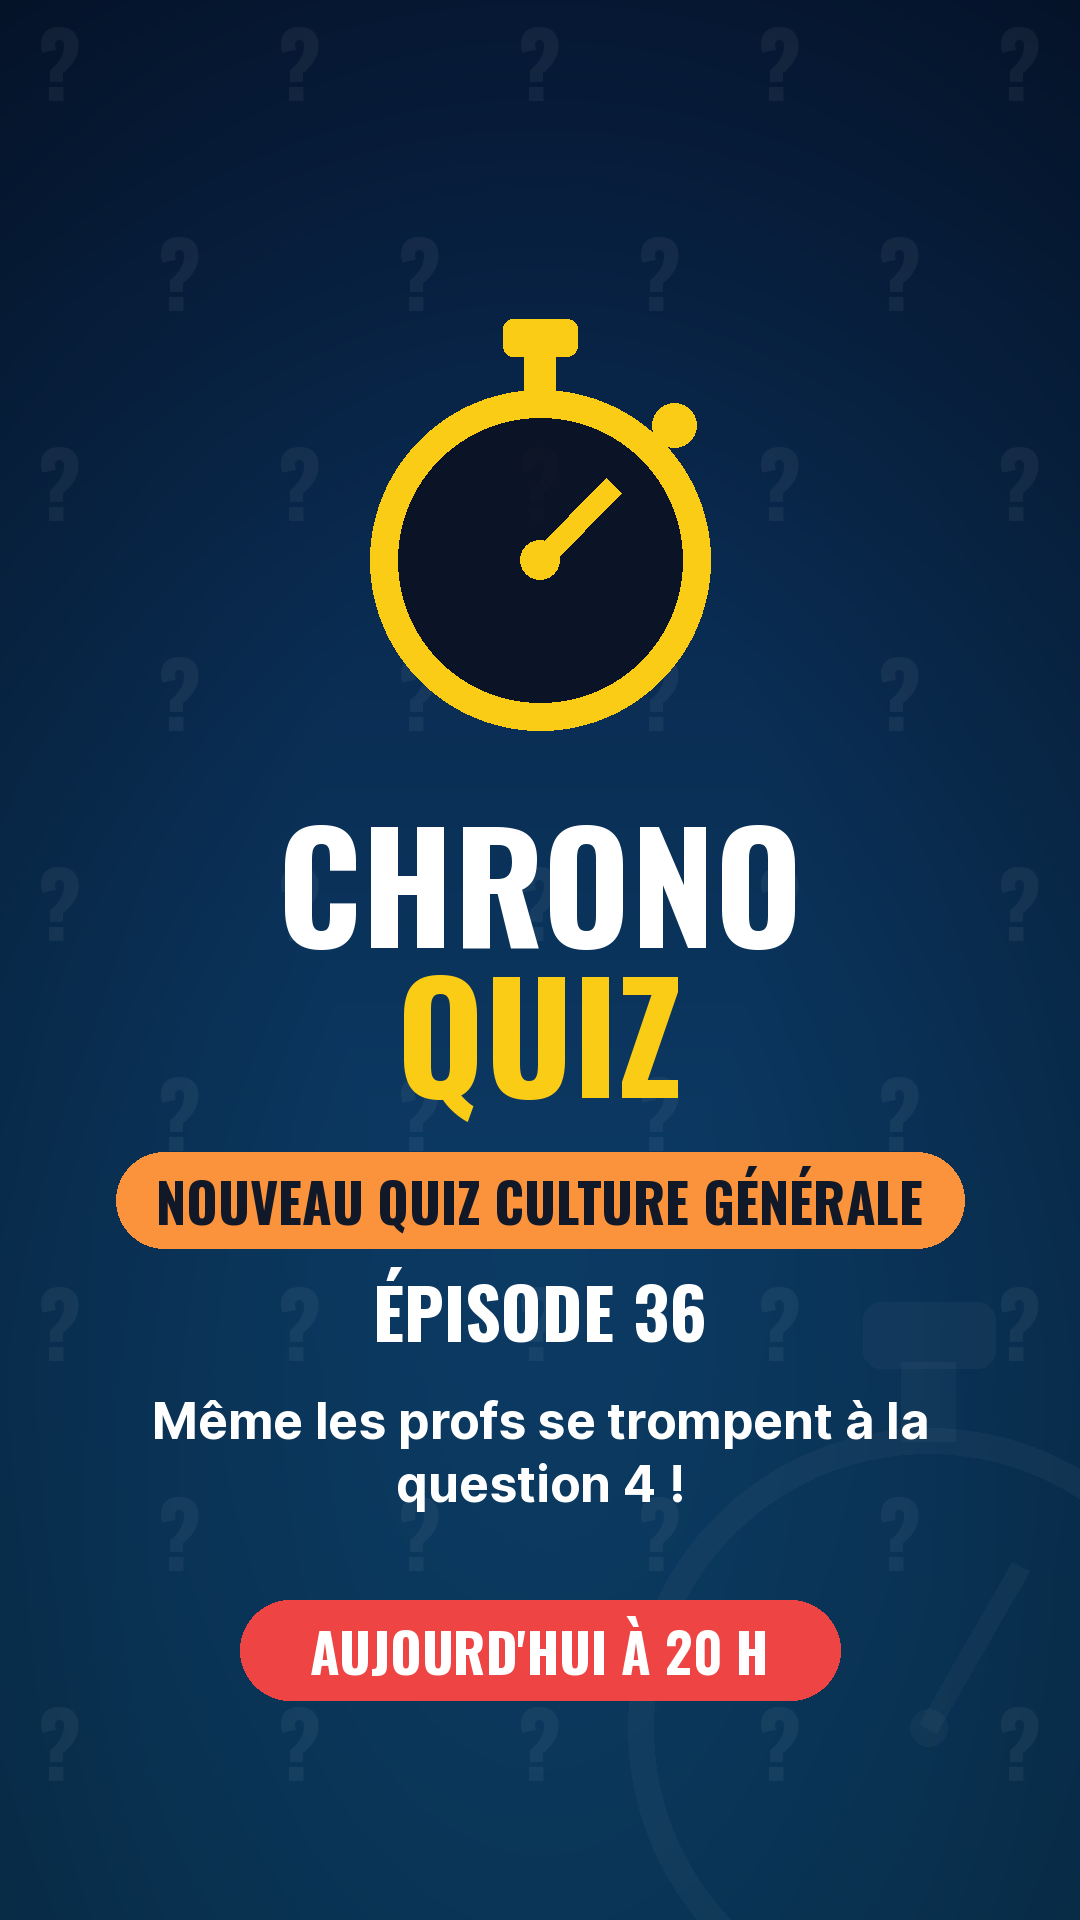 CHRONO
QUIZ
NOUVEAU QUIZ CULTURE GÉNÉRALE
ÉPISODE 36
Même les profs se trompent à la
question 4 !
AUJOURD'HUI À 20 H